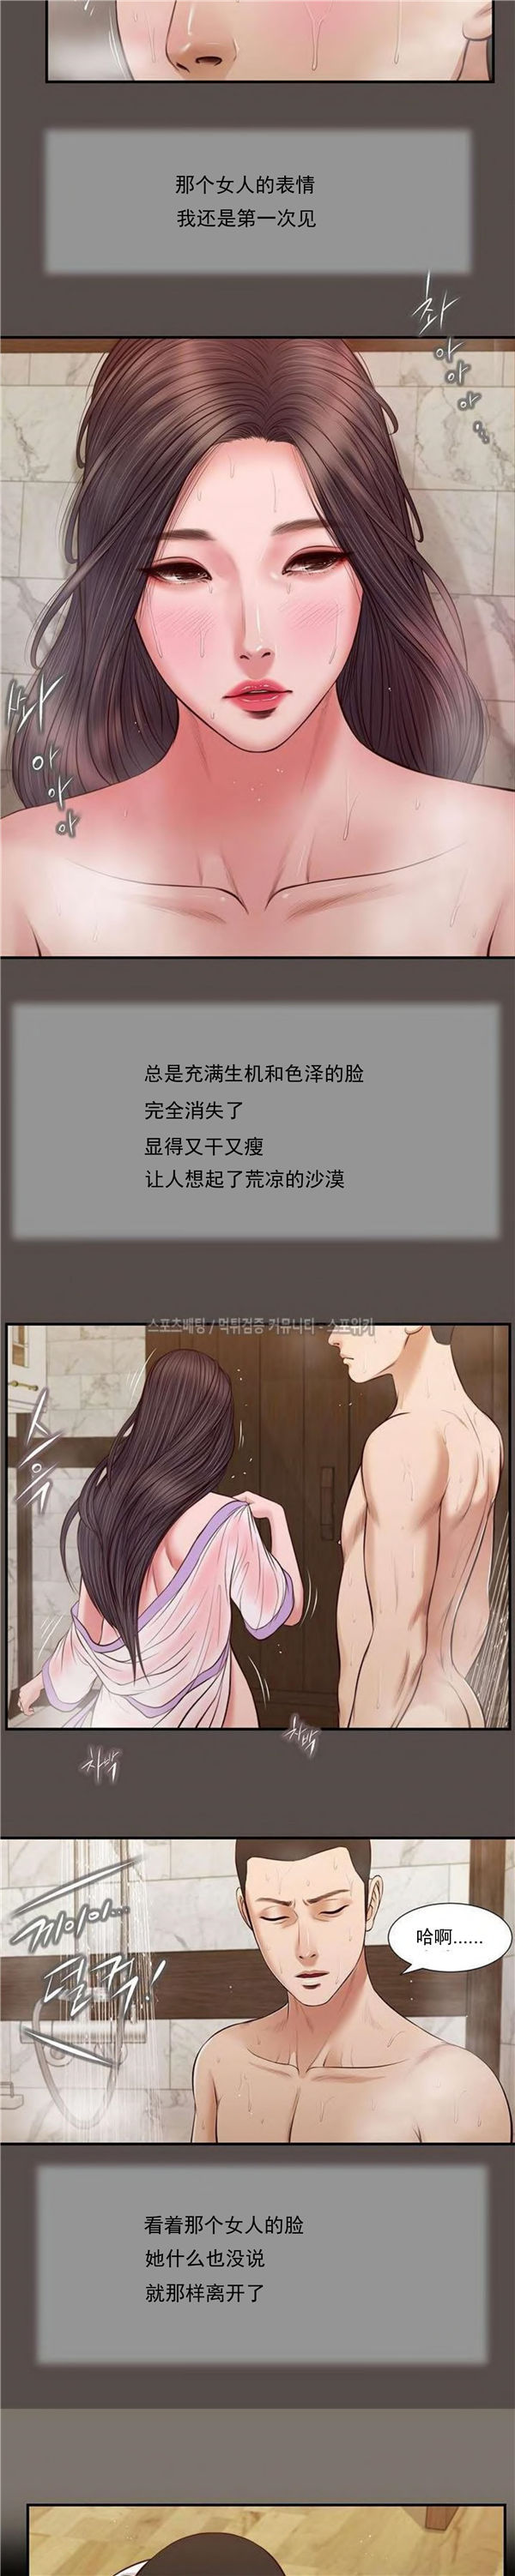 那个女人的表情
我还是第一次见
촤
아
아
아
쏴
아
아
아
总是充满生机和色泽的脸
完全消失了
显得又干又瘦
让人想起了荒凉的沙漠
스포츠배팅 / 먹튀검증 커뮤니티 - 스포위키
스
윽
차박
차박
끼이이...
덜컥!
哈啊......
看着那个女人的脸
她什么也没说
就那样离开了